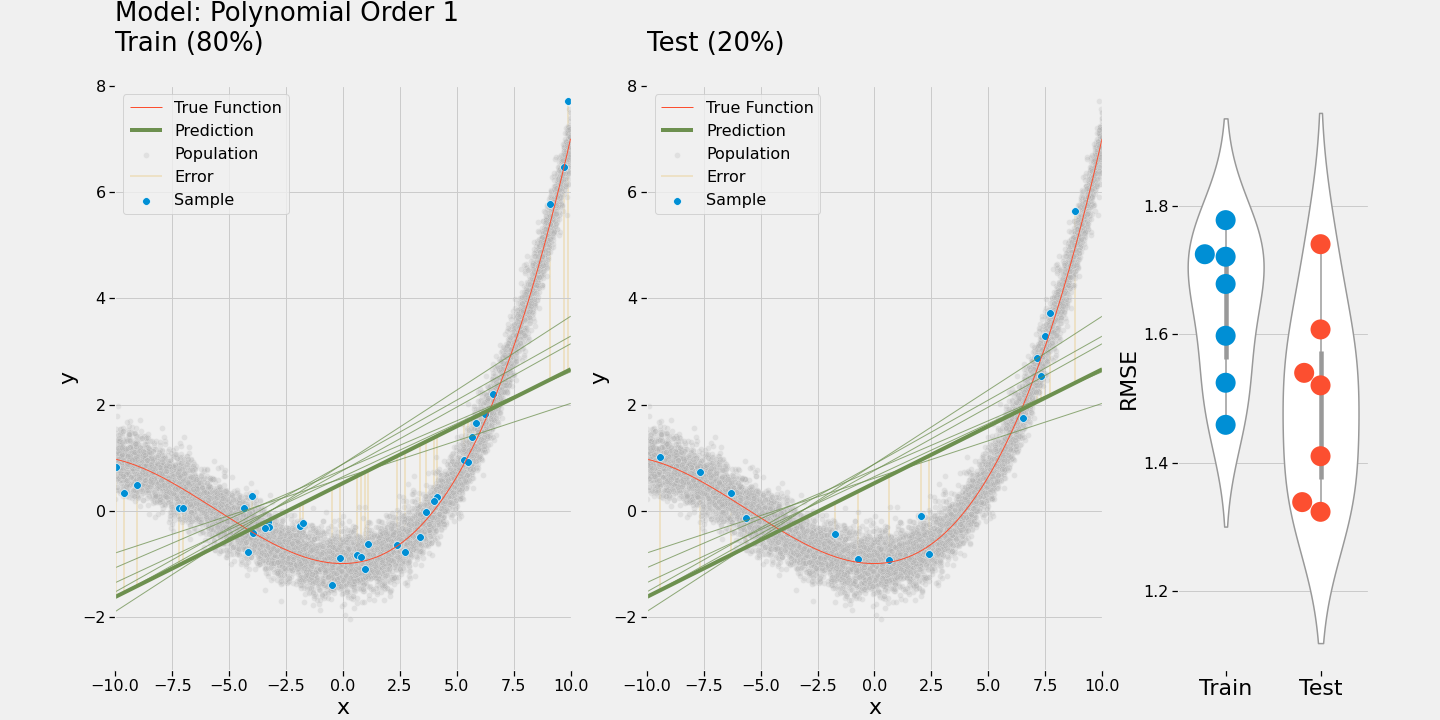 Model: Polynomial Order 1
Train (80%)
8
6
4
2
0
−2
y
True Function
Prediction
Population
Error
Sample
−10.0 −7.5 −5.0 −2.5 0.0 2.5 5.0 7.5 10.0
x
Test (20%)
8
6
4
2
0
−2
y
True Function
Prediction
Population
Error
Sample
−10.0 −7.5 −5.0 −2.5 0.0 2.5 5.0 7.5 10.0
x
RMSE
1.8
1.6
1.4
1.2
Train Test